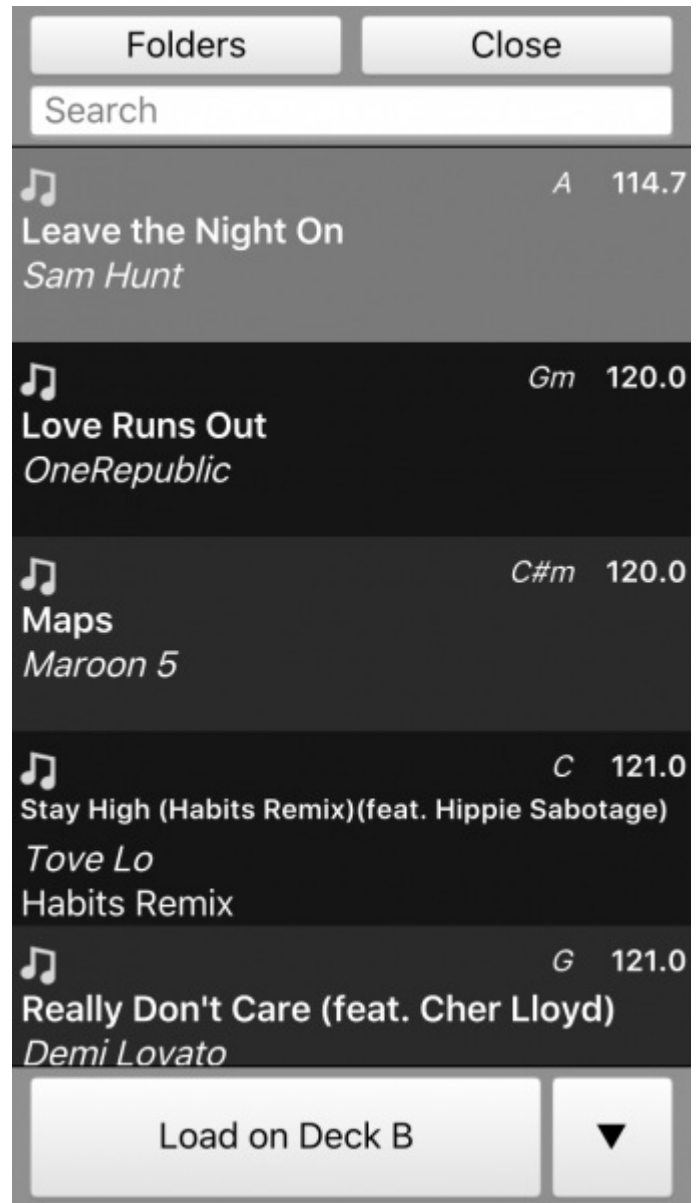 Folders Close
Search
A 114.7
Leave the Night On
Sam Hunt
Gm 120.0
Love Runs Out
OneRepublic
C#m 120.0
Maps
Maroon 5
C 121.0
Stay High (Habits Remix)(feat. Hippie Sabotage)
Tove Lo
Habits Remix
G 121.0
Really Don't Care (feat. Cher Lloyd)
Demi Lovato
Load on Deck B ▼